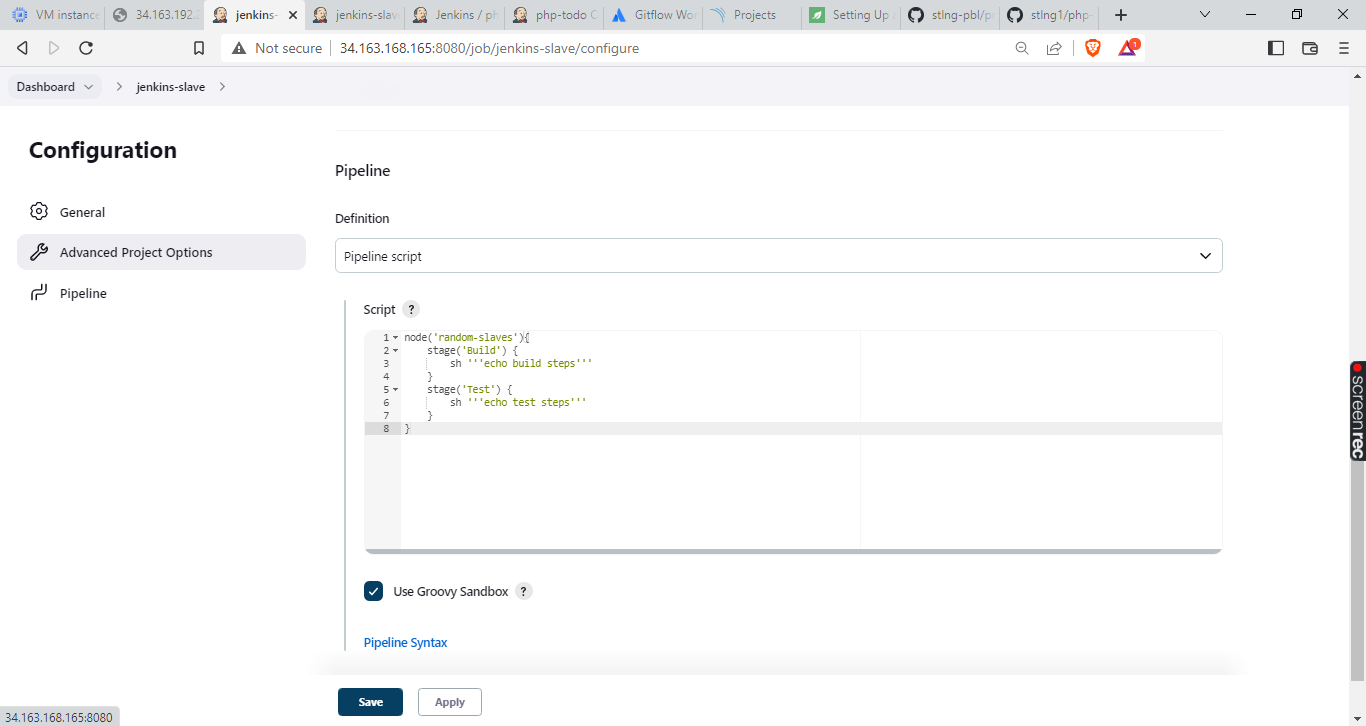 VM instance
34.163.192.2
jenkins-
jenkins-slav
Jenkins / ph
php-todo C
Gitflow Wor
Projects
Setting Up a
stlng-pbl/p
stlng1/php-
Not secure
34.163.168.165:8080/job/jenkins-slave/configure
1
Dashboard
jenkins-slave
Configuration
General
Advanced Project Options
Pipeline
Pipeline
Definition
Pipeline script
Script ?
1 node('random-slaves'){
2 stage('Build') {
3 sh '''echo build steps'''
4 }
5 stage('Test') {
6 sh '''echo test steps'''
7 }
8 }
Use Groovy Sandbox ?
Pipeline Syntax
Save
Apply
34.163.168.165:8080
screenrec